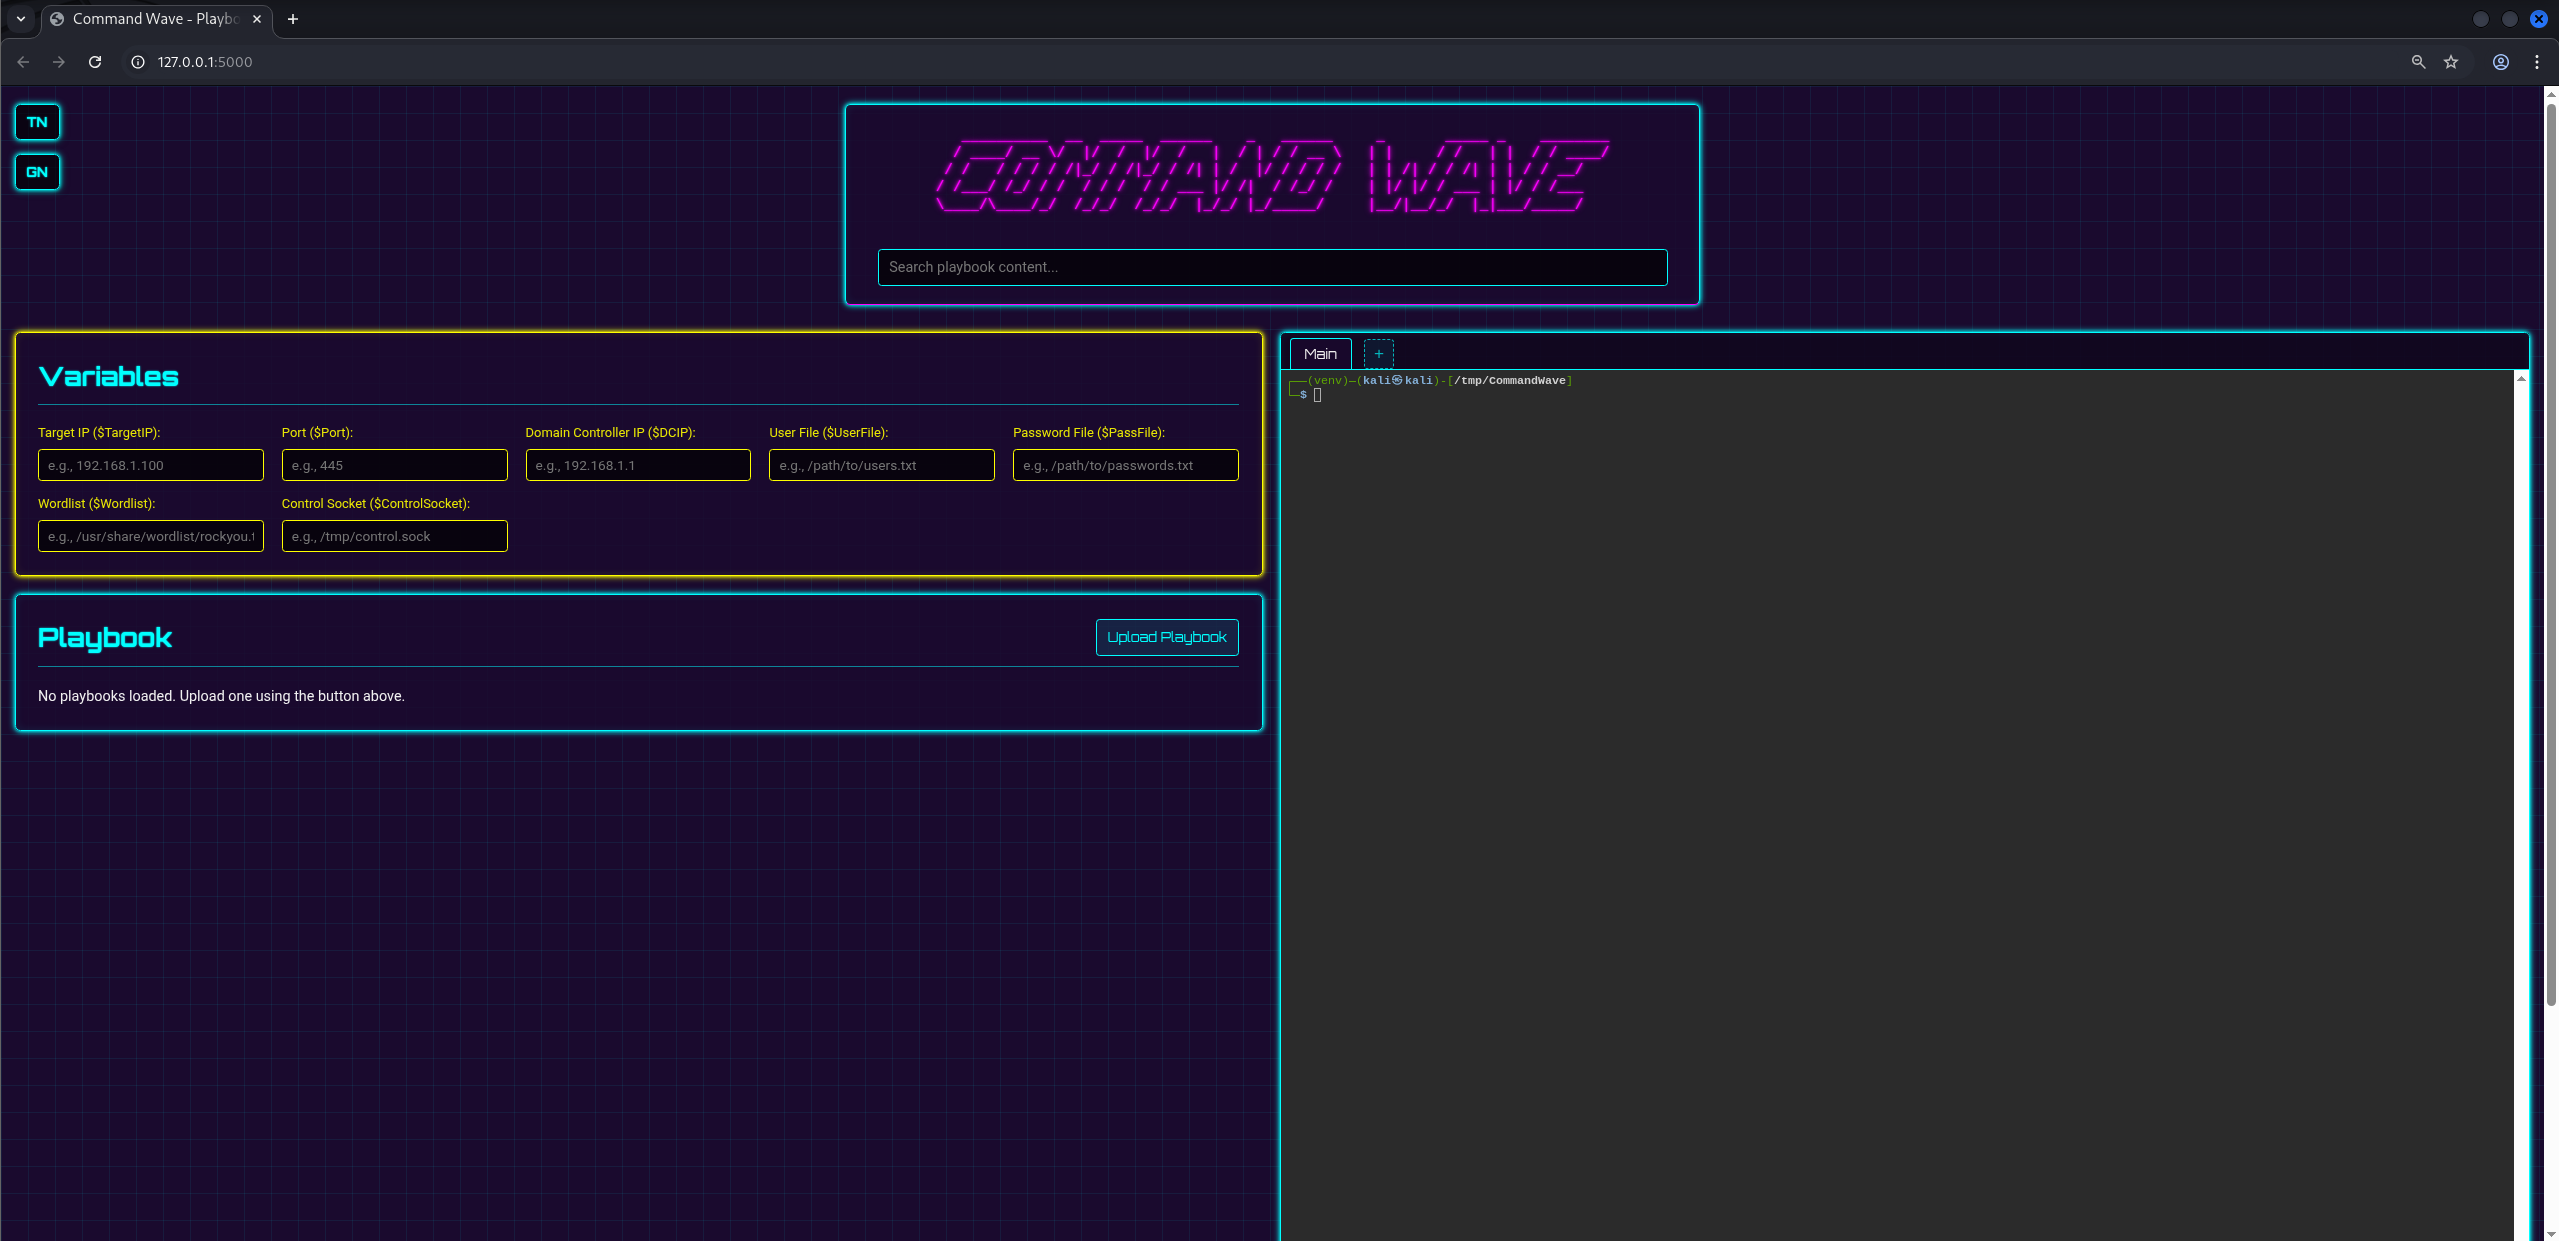 Command Wave - Playbo
127.0.0.1:5000
TN
GN
COMMAND WAVE
Search playbook content...
Variables
Target IP ($TargetIP):
Port ($Port):
Domain Controller IP ($DCIP):
User File ($UserFile):
Password File ($PassFile):
e.g., 192.168.1.100
e.g., 445
e.g., 192.168.1.1
e.g., /path/to/users.txt
e.g., /path/to/passwords.txt
Wordlist ($Wordlist):
Control Socket ($ControlSocket):
e.g., /usr/share/wordlist/rockyou.t
e.g., /tmp/control.sock
Playbook
Upload Playbook
No playbooks loaded. Upload one using the button above.
Main
+
┌──(venv)─(kali㉿kali)-[/tmp/CommandWave]
└─$